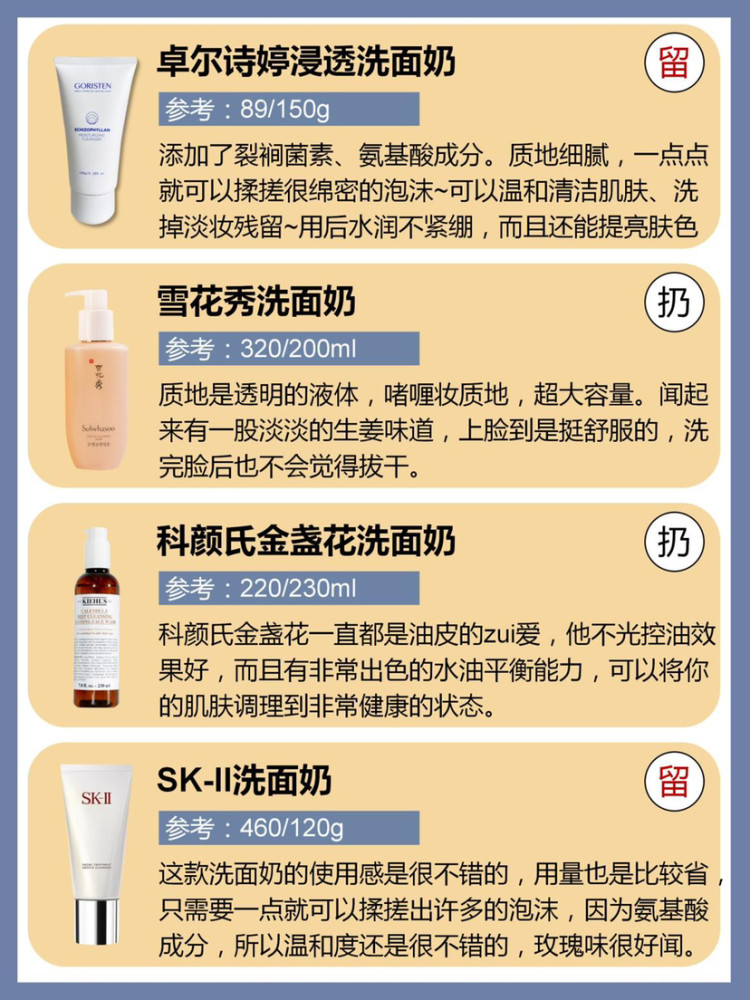 卓尔诗婷浸透洗面奶
留
参考：89/150g
GORISTEN
SCHIZOPHYLLAN
MOISTURIZING
CLEANSER
添加了裂裥菌素、氨基酸成分。质地细腻，一点点
就可以揉搓很绵密的泡沫~可以温和清洁肌肤、洗
掉淡妆残留~用后水润不紧绷，而且还能提亮肤色
雪花秀洗面奶
扔
参考：320/200ml
Sulwhasoo
质地是透明的液体，啫喱妆质地，超大容量。闻起
来有一股淡淡的生姜味道，上脸到是挺舒服的，洗
完脸后也不会觉得拔干。
科颜氏金盏花洗面奶
扔
参考：220/230ml
KIEHL'S
CALENDULA
DEEP CLEANSING
FOAMING FACE WASH
科颜氏金盏花一直都是油皮的zui爱，他不光控油效
果好，而且有非常出色的水油平衡能力，可以将你
的肌肤调理到非常健康的状态。
SK-II洗面奶
留
参考：460/120g
SK-II
FACIAL TREATMENT
GENTLE CLEANSER
这款洗面奶的使用感是很不错的，用量也是比较省，
只需要一点就可以揉搓出许多的泡沫，因为氨基酸
成分，所以温和度还是很不错的，玫瑰味很好闻。